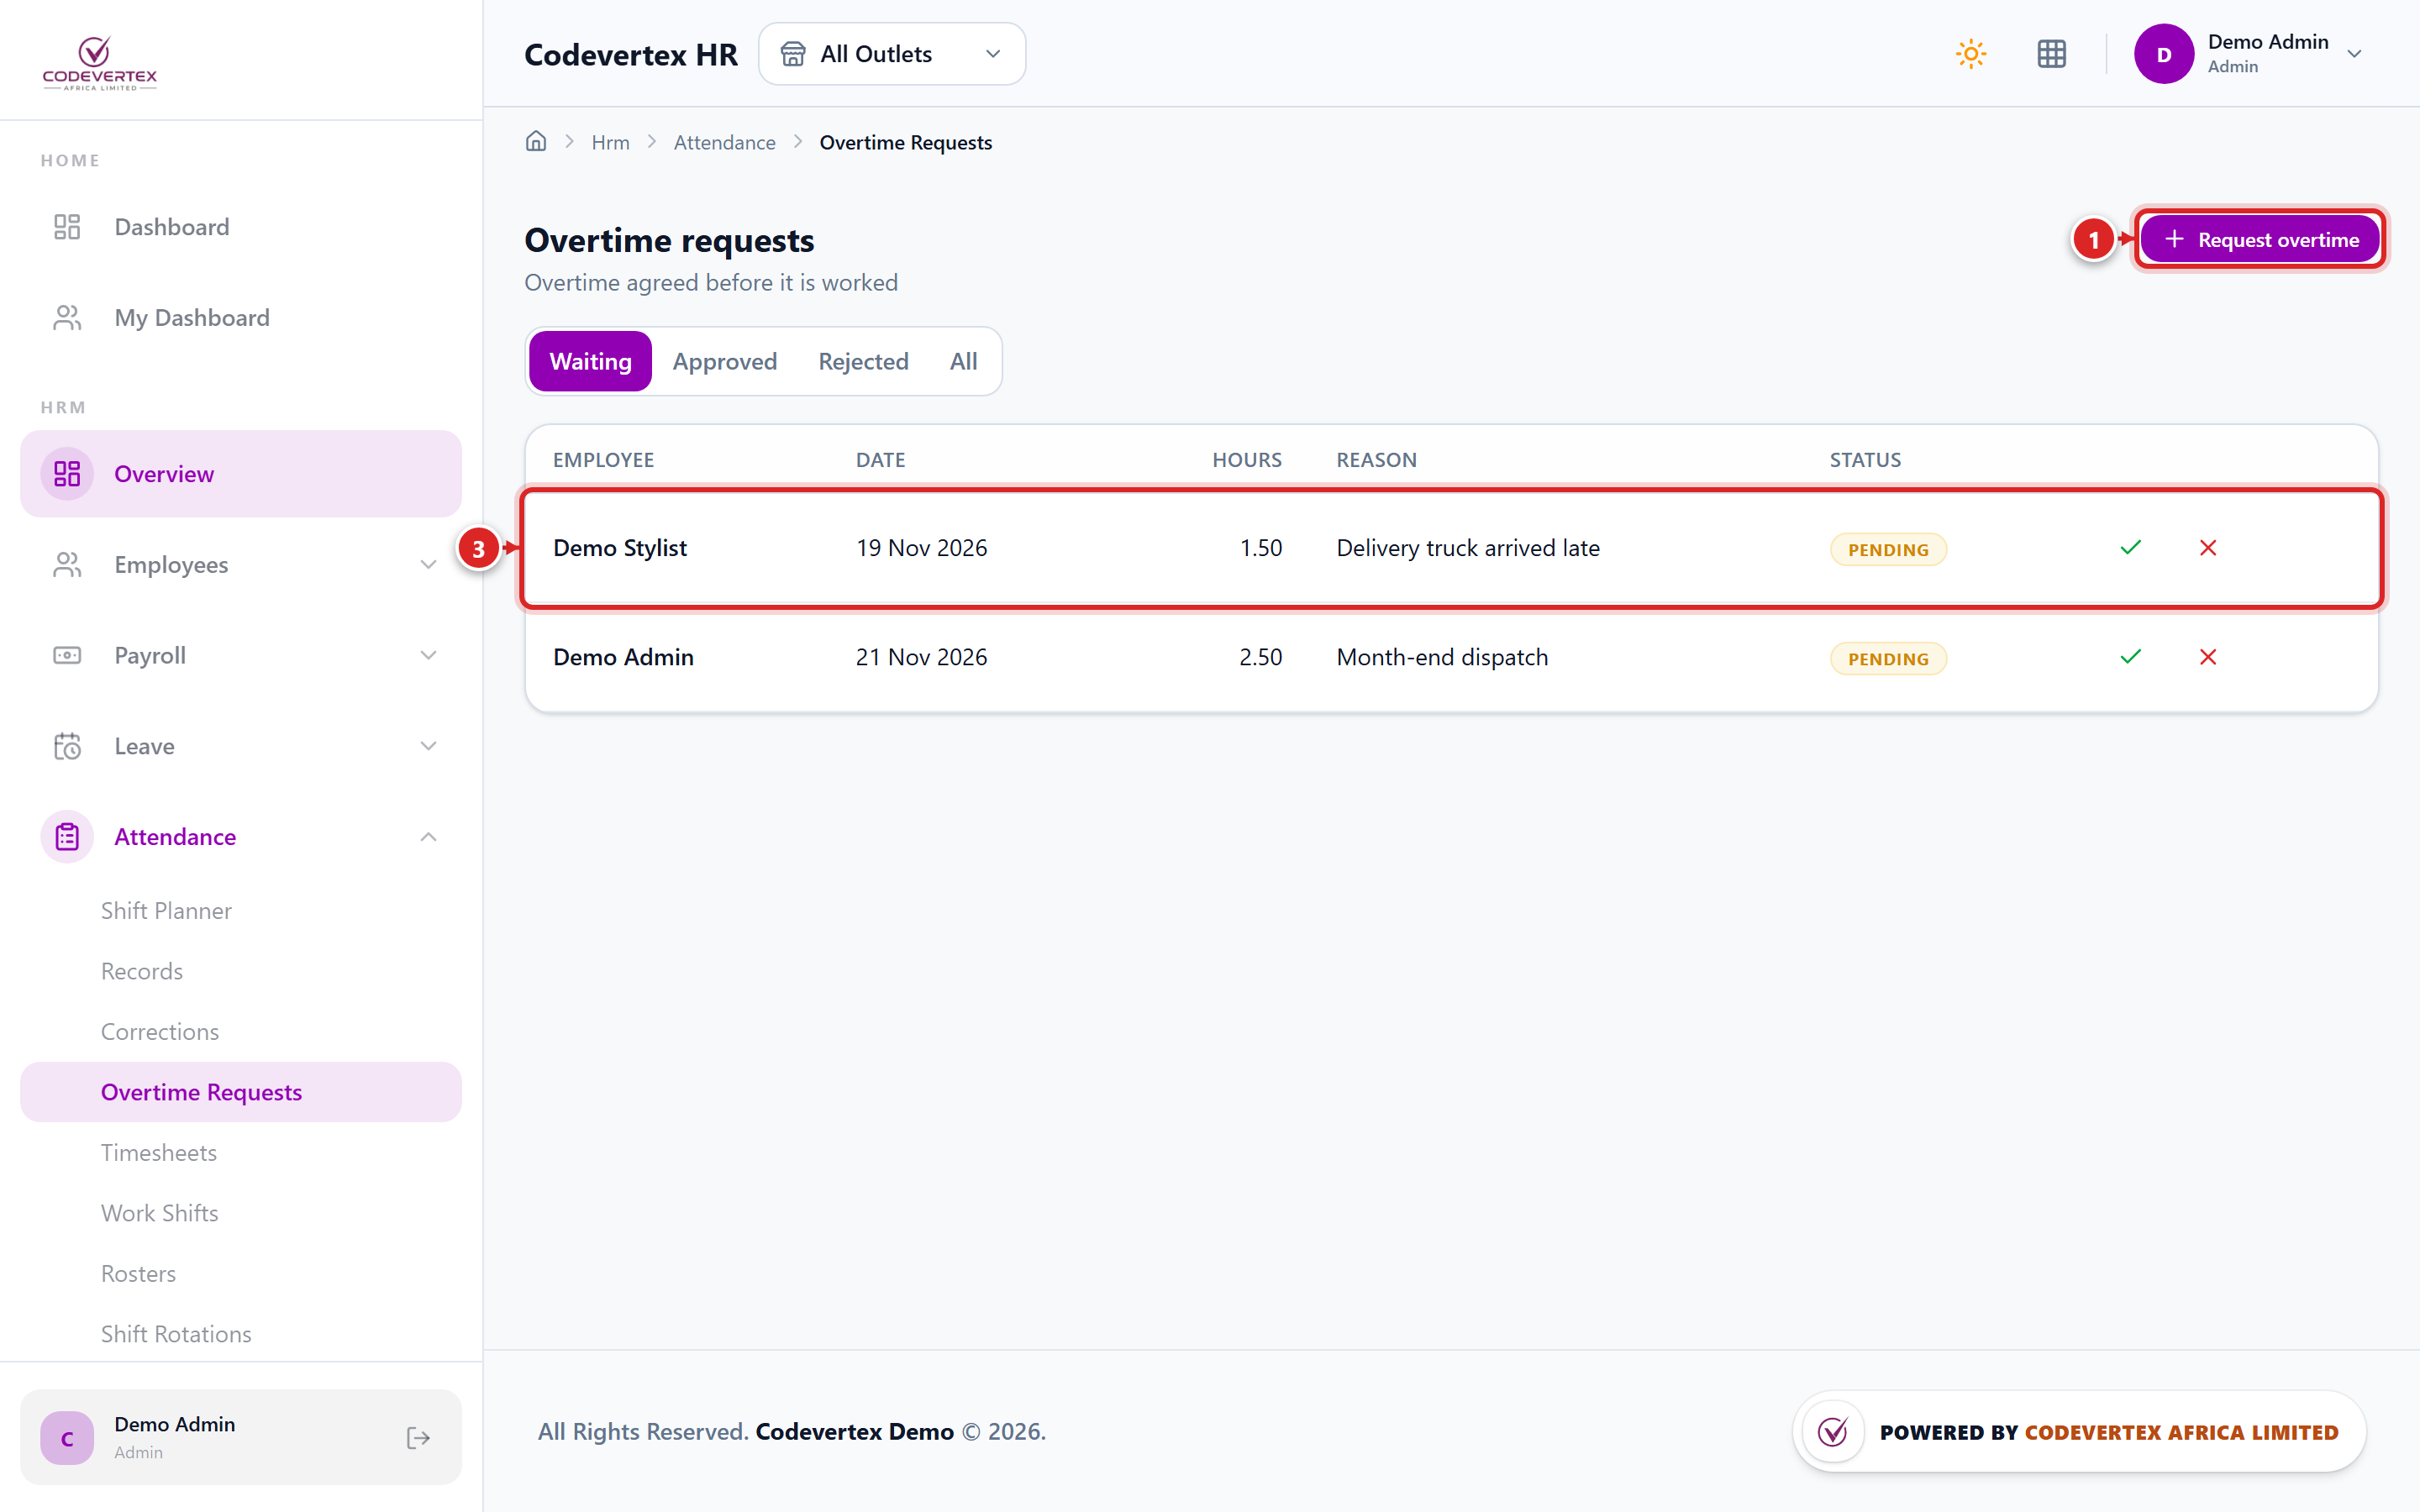 CODEVERTEX
AFRICA LIMITED
HOME
Dashboard
My Dashboard
HRM
Overview
Employees
Payroll
Leave
Attendance
Shift Planner
Records
Corrections
Overtime Requests
Timesheets
Work Shifts
Rosters
Shift Rotations
C
Demo Admin
Admin
Codevertex HR
All Outlets
D
Demo Admin
Admin
Hrm
Attendance
Overtime Requests
Overtime requests
Overtime agreed before it is worked
1
Request overtime
Waiting Approved Rejected All
EMPLOYEE DATE HOURS REASON STATUS
3
Demo Stylist 19 Nov 2026 1.50 Delivery truck arrived late PENDING
Demo Admin 21 Nov 2026 2.50 Month-end dispatch PENDING
All Rights Reserved. Codevertex Demo © 2026.
POWERED BY CODEVERTEX AFRICA LIMITED